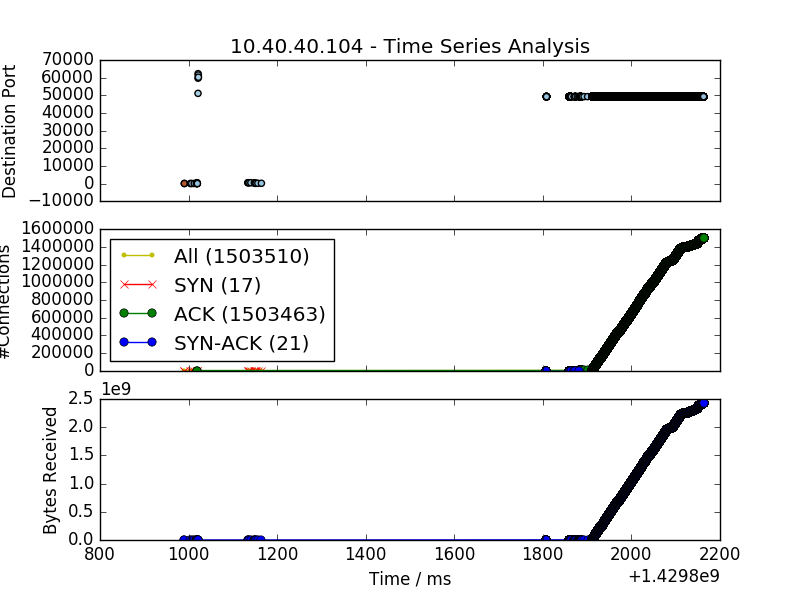 10.40.40.104 - Time Series Analysis
Destination Port
70000
60000
50000
40000
30000
20000
10000
0
−10000
#Connections
1600000
1400000
1200000
1000000
800000
600000
400000
200000
0
All (1503510)
SYN (17)
ACK (1503463)
SYN-ACK (21)
1e9
Bytes Received
2.5
2.0
1.5
1.0
0.5
0.0
800 1000 1200 1400 1600 1800 2000 2200
Time / ms
+1.4298e9